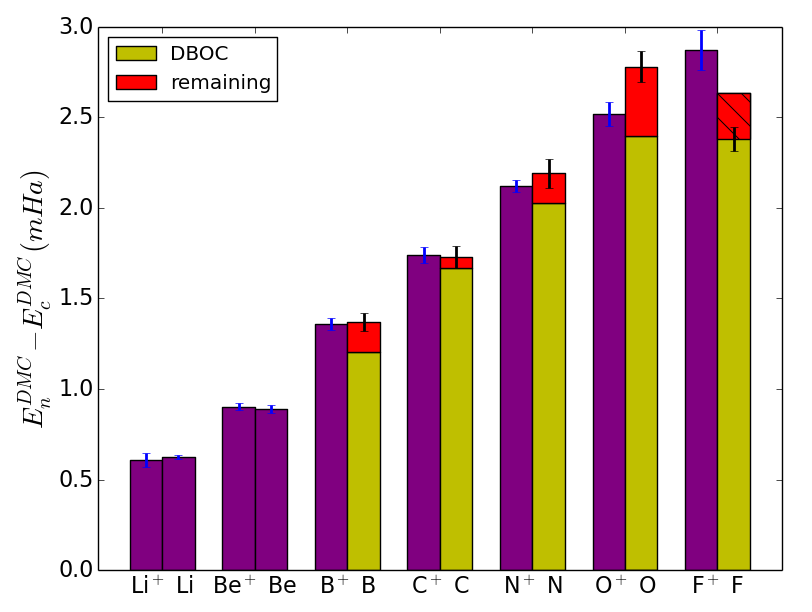 DBOC
remaining
E_n^{DMC} − E_c^{DMC} (mHa)
3.0
2.5
2.0
1.5
1.0
0.5
0.0
Li⁺ Li Be⁺ Be B⁺ B C⁺ C N⁺ N O⁺ O F⁺ F